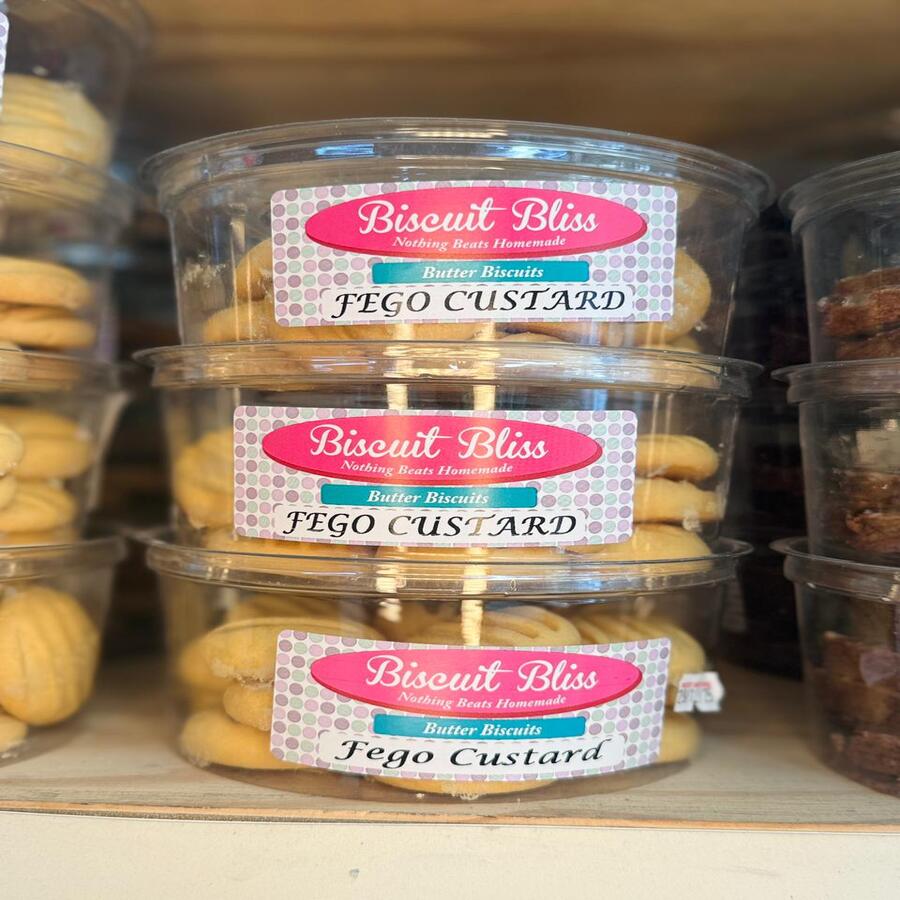 Biscuit Bliss
Nothing Beats Homemade
Butter Biscuits
FEGO CUSTARD
Biscuit Bliss
Nothing Beats Homemade
Butter Biscuits
FEGO CUSTARD
Biscuit Bliss
Nothing Beats Homemade
Butter Biscuits
Fego Custard